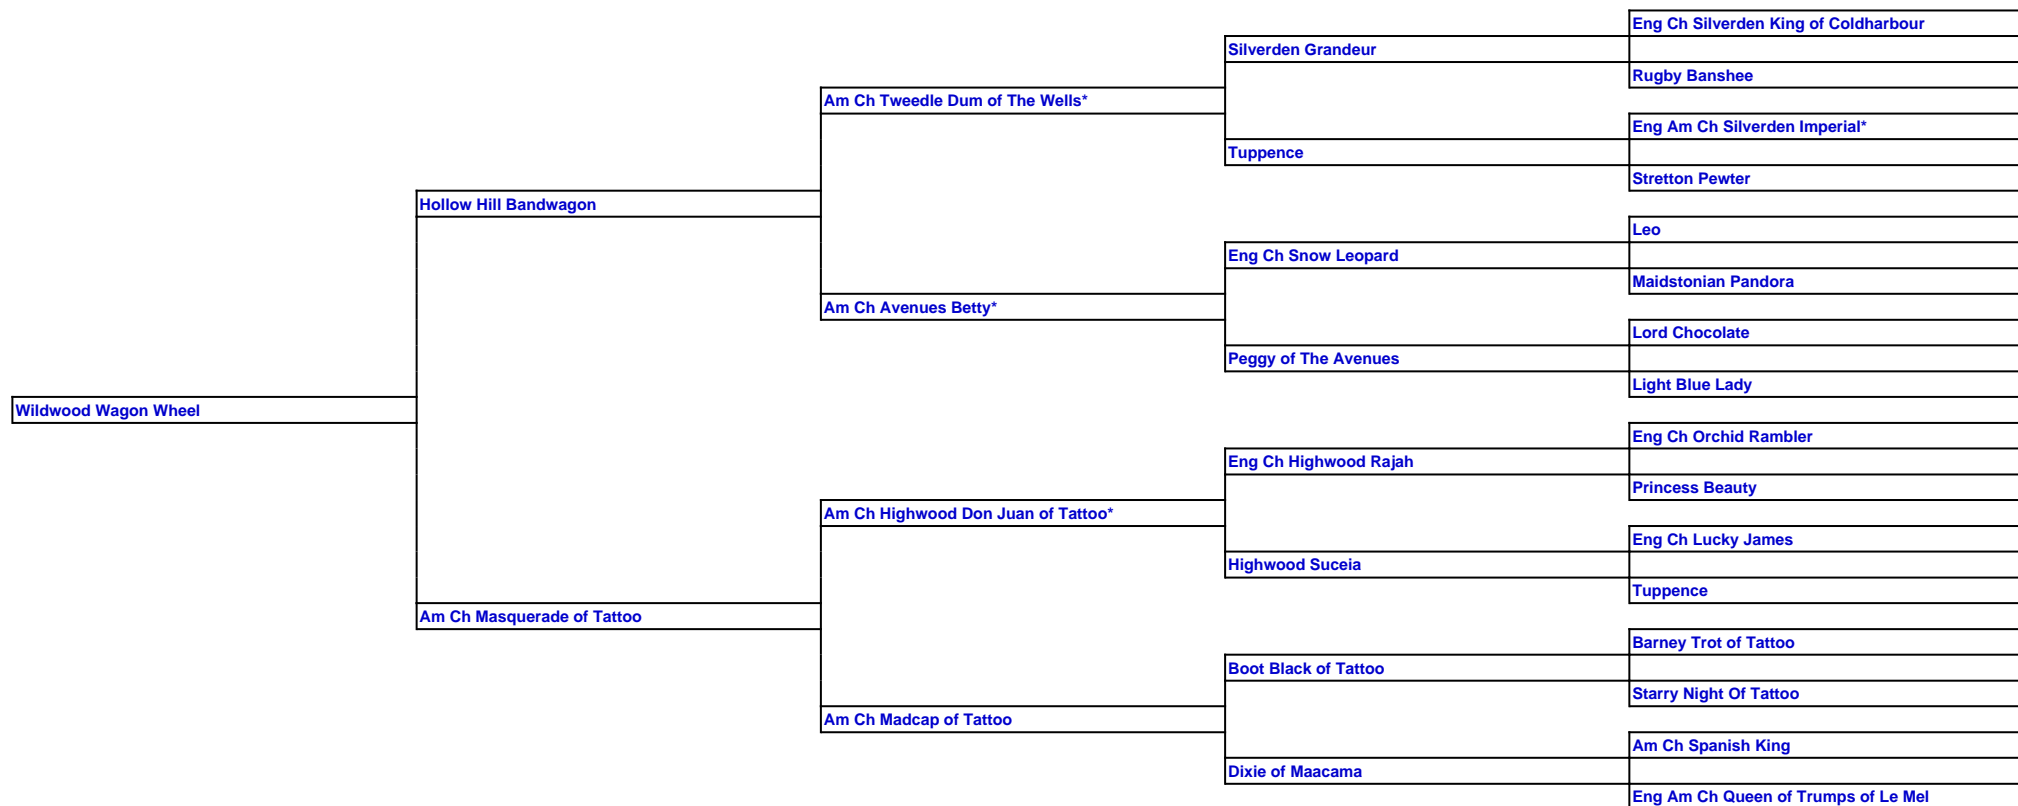 Eng Ch Silverden King of Coldharbour
Silverden Grandeur
Rugby Banshee
Am Ch Tweedle Dum of The Wells*
Eng Am Ch Silverden Imperial*
Tuppence
Stretton Pewter
Hollow Hill Bandwagon
Leo
Eng Ch Snow Leopard
Maidstonian Pandora
Am Ch Avenues Betty*
Lord Chocolate
Peggy of The Avenues
Light Blue Lady
Wildwood Wagon Wheel
Eng Ch Orchid Rambler
Eng Ch Highwood Rajah
Princess Beauty
Am Ch Highwood Don Juan of Tattoo*
Eng Ch Lucky James
Highwood Suceia
Tuppence
Am Ch Masquerade of Tattoo
Barney Trot of Tattoo
Boot Black of Tattoo
Starry Night Of Tattoo
Am Ch Madcap of Tattoo
Am Ch Spanish King
Dixie of Maacama
Eng Am Ch Queen of Trumps of Le Mel